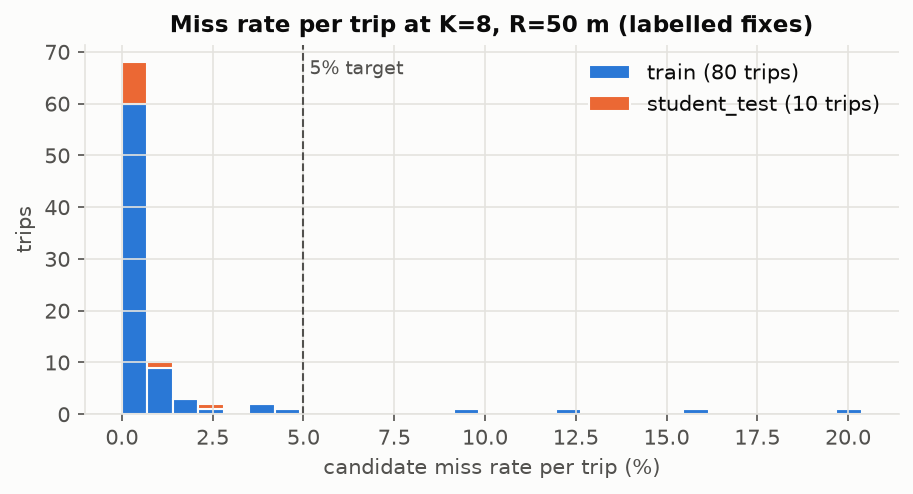 Miss rate per trip at K=8, R=50 m (labelled fixes)
70
60
50
40
30
20
10
0
trips
5% target
train (80 trips)
student_test (10 trips)
0.0 2.5 5.0 7.5 10.0 12.5 15.0 17.5 20.0
candidate miss rate per trip (%)